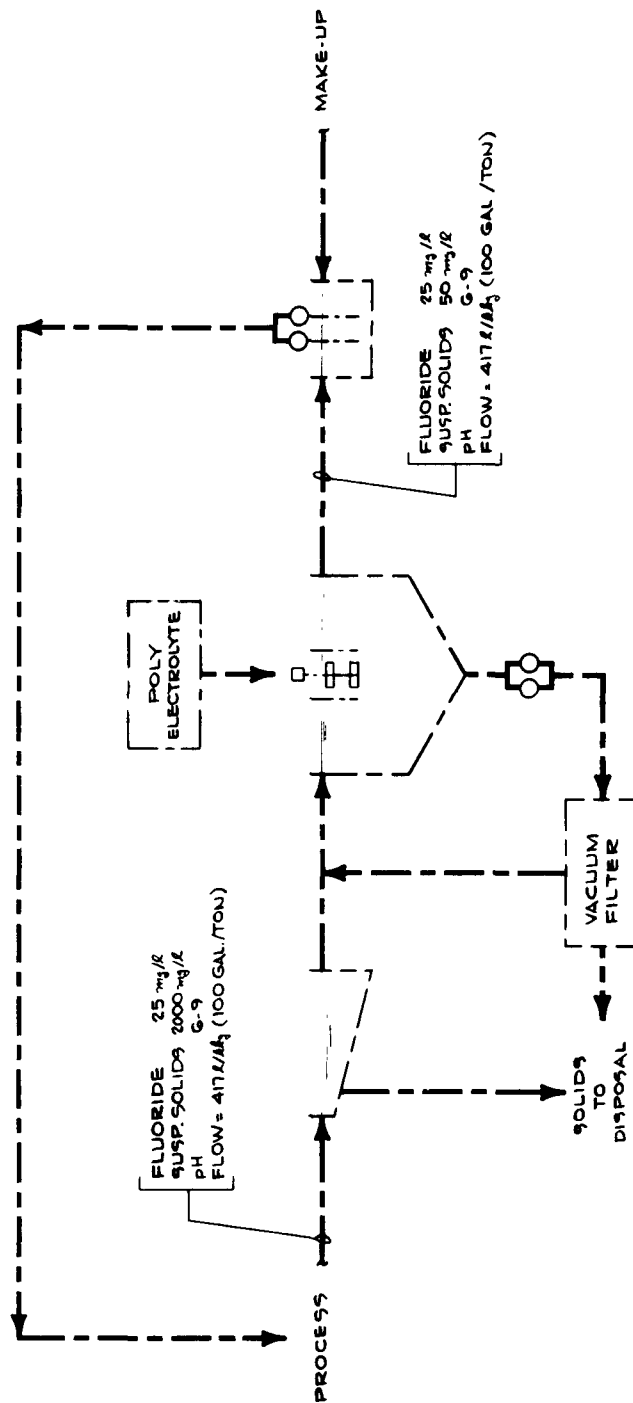 PROCESS
FLUORIDE 25 mg/l
SUSP. SOLIDS 2000 mg/l
pH 6-9
FLOW = 417 l/kkg (100 GAL./TON)
SOLIDS
TO
DISPOSAL
VACUUM
FILTER
POLY
ELECTROLYTE
FLUORIDE 25 mg/l
SUSP. SOLIDS 50 mg/l
pH 6-9
FLOW = 417 l/kkg (100 GAL/TON)
MAKE-UP